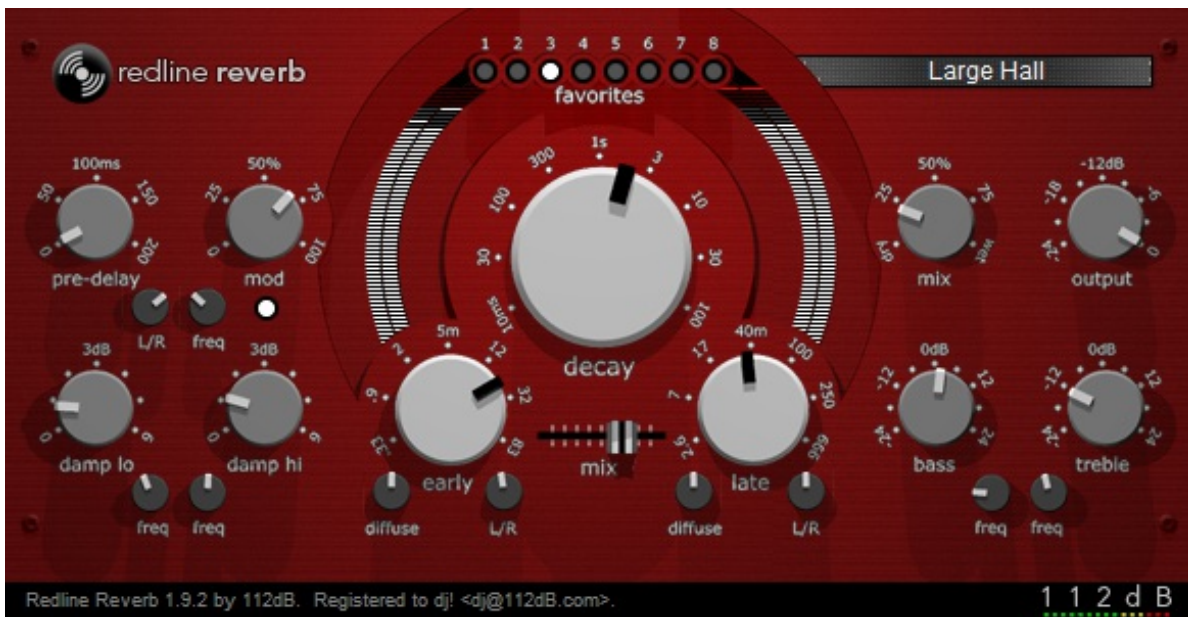 redline reverb
1 2 3 4 5 6 7 8
favorites
Large Hall
100ms
0 50 150 200
pre-delay
50%
0 25 75 100
mod
L/R
freq
10ms 30 100 300 1s 3 10 30 100
decay
50%
dry 25 75 wet
mix
-12dB
-24 -18 -6 0
output
3dB
0 6
damp lo
3dB
0 6
damp hi
freq
freq
5m
2 12 32 83
early
diffuse
L/R
mix
40m
7 17 100 250
late
diffuse
L/R
0dB
-24 -12 12 24
bass
0dB
-24 -12 12 24
treble
freq
freq
Redline Reverb 1.9.2 by 112dB. Registered to dj! <dj@112dB.com>.
112dB